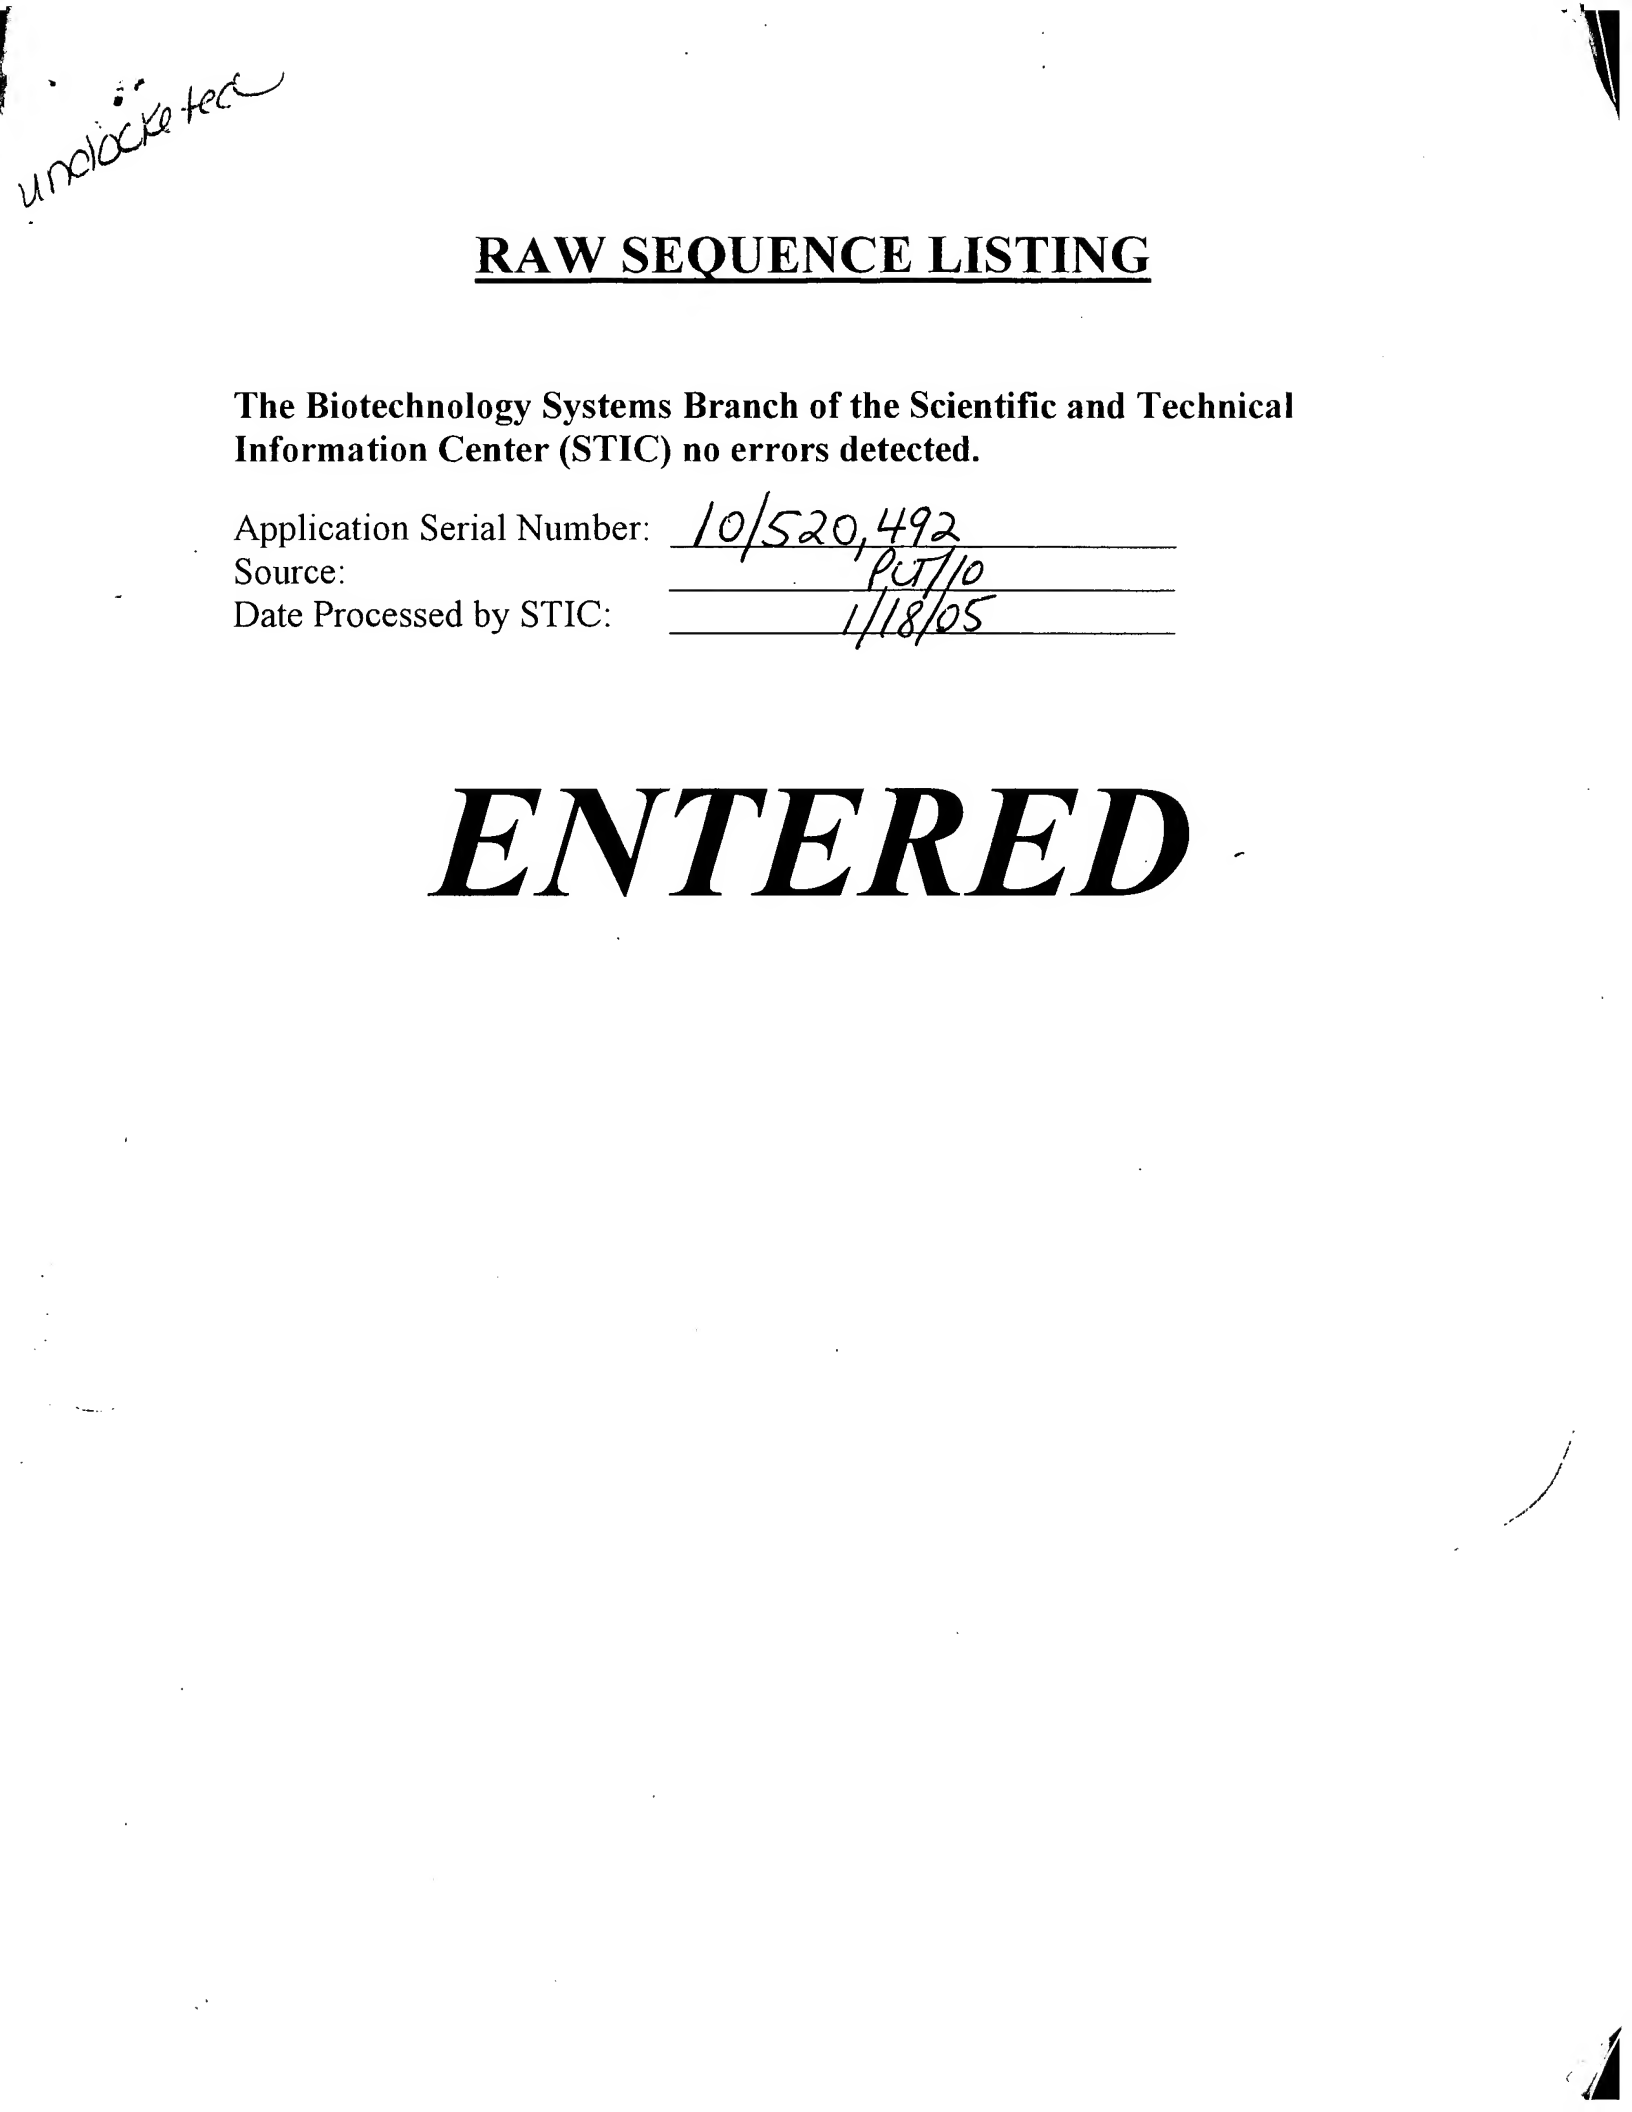 undocketed
RAW SEQUENCE LISTING
The Biotechnology Systems Branch of the Scientific and Technical
Information Center (STIC) no errors detected.
Application Serial Number: 10/520,492
Source: PCT/10
Date Processed by STIC: 1/18/05
ENTERED